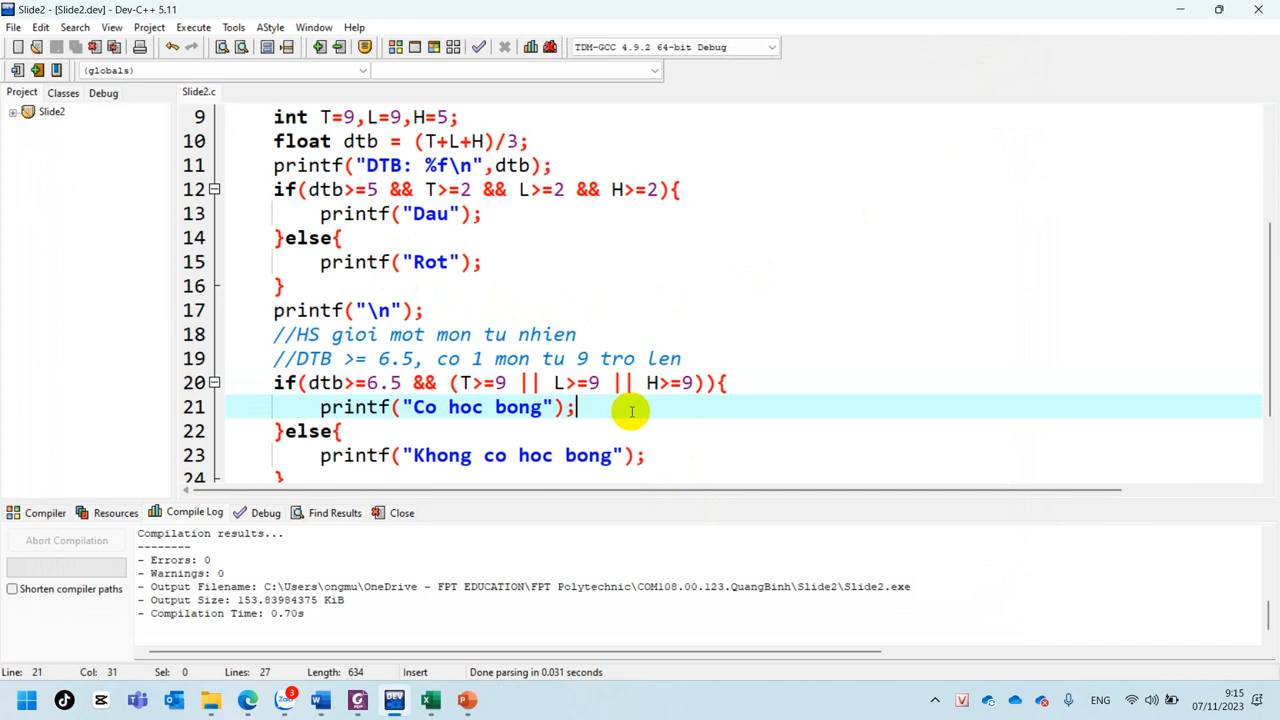 Slide2 - [Slide2.dev] - Dev-C++ 5.11
File Edit Search View Project Execute Tools AStyle Window Help
TDM-GCC 4.9.2 64-bit Debug
(globals)
Project Classes Debug Slide2.c
Slide2
9 int T=9,L=9,H=5;
10 float dtb = (T+L+H)/3;
11 printf("DTB: %f\n",dtb);
12 if(dtb>=5 && T>=2 && L>=2 && H>=2){
13 printf("Dau");
14 }else{
15 printf("Rot");
16 }
17 printf("\n");
18 //HS gioi mot mon tu nhien
19 //DTB >= 6.5, co 1 mon tu 9 tro len
20 if(dtb>=6.5 && (T>=9 || L>=9 || H>=9)){
21 printf("Co hoc bong");
22 }else{
23 printf("Khong co hoc bong");
24 }
Compiler Resources Compile Log Debug Find Results Close
Abort Compilation
Shorten compiler paths
Compilation results...
--------
- Errors: 0
- Warnings: 0
- Output Filename: C:\Users\ongmu\OneDrive - FPT EDUCATION\FPT Polytechnic\COM108.00.123.QuangBinh\Slide2\Slide2.exe
- Output Size: 153.83984375 KiB
- Compilation Time: 0.70s
Line: 21 Col: 31 Sel: 0 Lines: 27 Length: 634 Insert Done parsing in 0.031 seconds
Zalo 3
DEV
ENG
9:15
07/11/2023